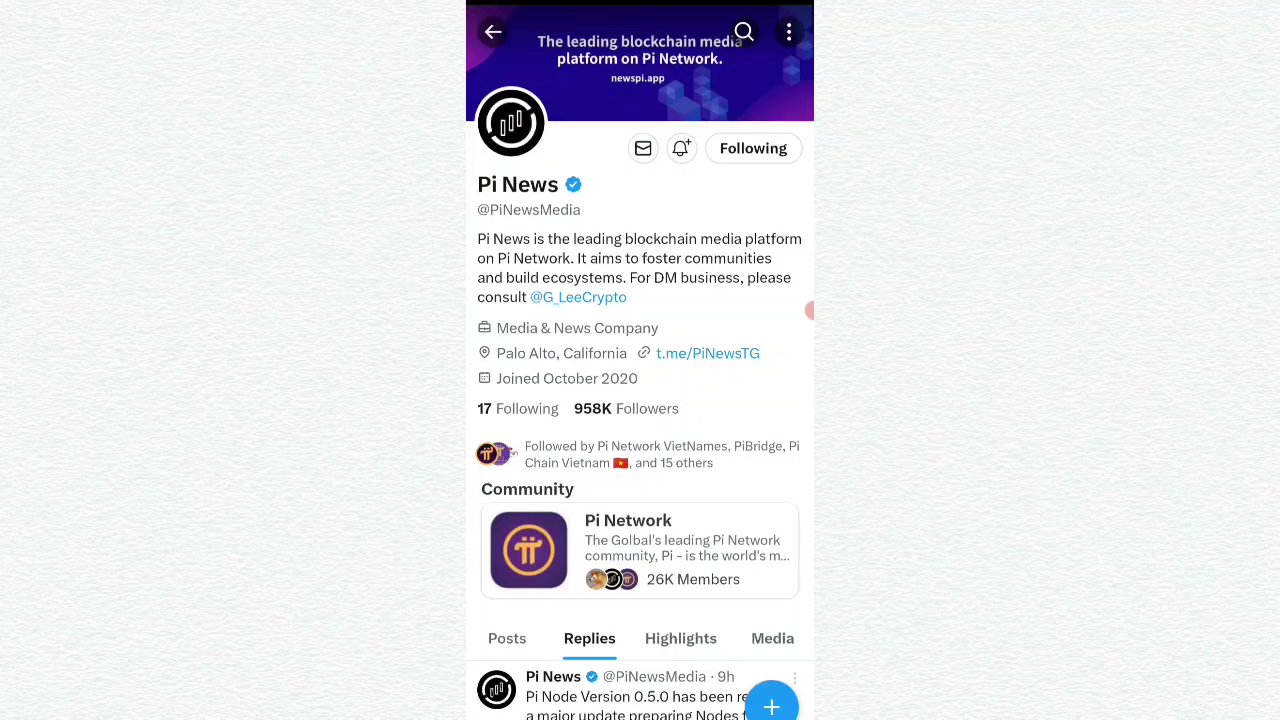 The leading blockchain media
platform on Pi Network.
newspi.app
Following
Pi News
@PiNewsMedia
Pi News is the leading blockchain media platform
on Pi Network. It aims to foster communities
and build ecosystems. For DM business, please
consult @G_LeeCrypto
Media & News Company
Palo Alto, California t.me/PiNewsTG
Joined October 2020
17 Following 958K Followers
Followed by Pi Network VietNames, PiBridge, Pi
Chain Vietnam 🇻🇳, and 15 others
Community
Pi Network
The Golbal's leading Pi Network
community, Pi - is the world's m...
26K Members
Posts Replies Highlights Media
Pi News @PiNewsMedia · 9h
Pi Node Version 0.5.0 has been
a major update preparing Nodes